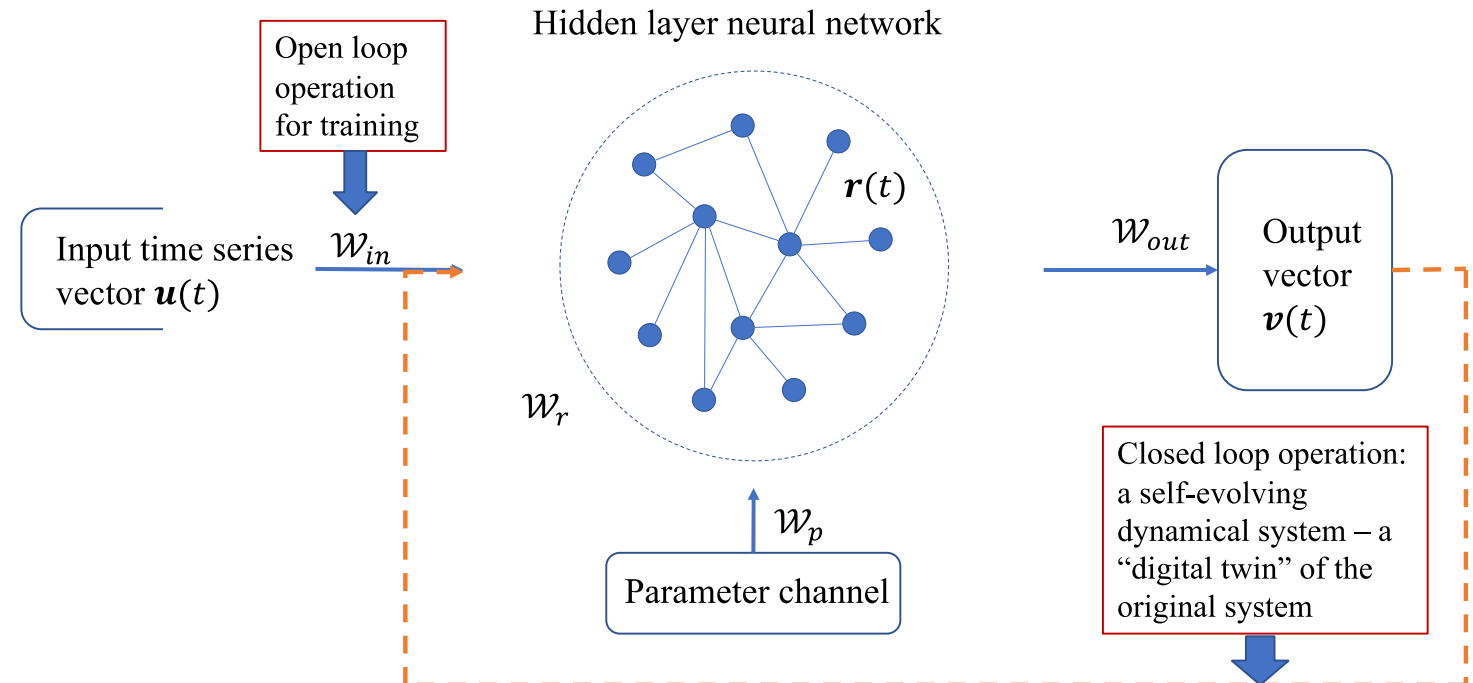 Hidden layer neural network
Open loop
operation
for training
Input time series
vector 𝒖(𝑡)
𝒲𝑖𝑛
𝒓(𝑡)
𝒲𝑟
𝒲𝑜𝑢𝑡
Output
vector
𝒗(𝑡)
𝒲𝑝
Parameter channel
Closed loop operation:
a self-evolving
dynamical system – a
“digital twin” of the
original system